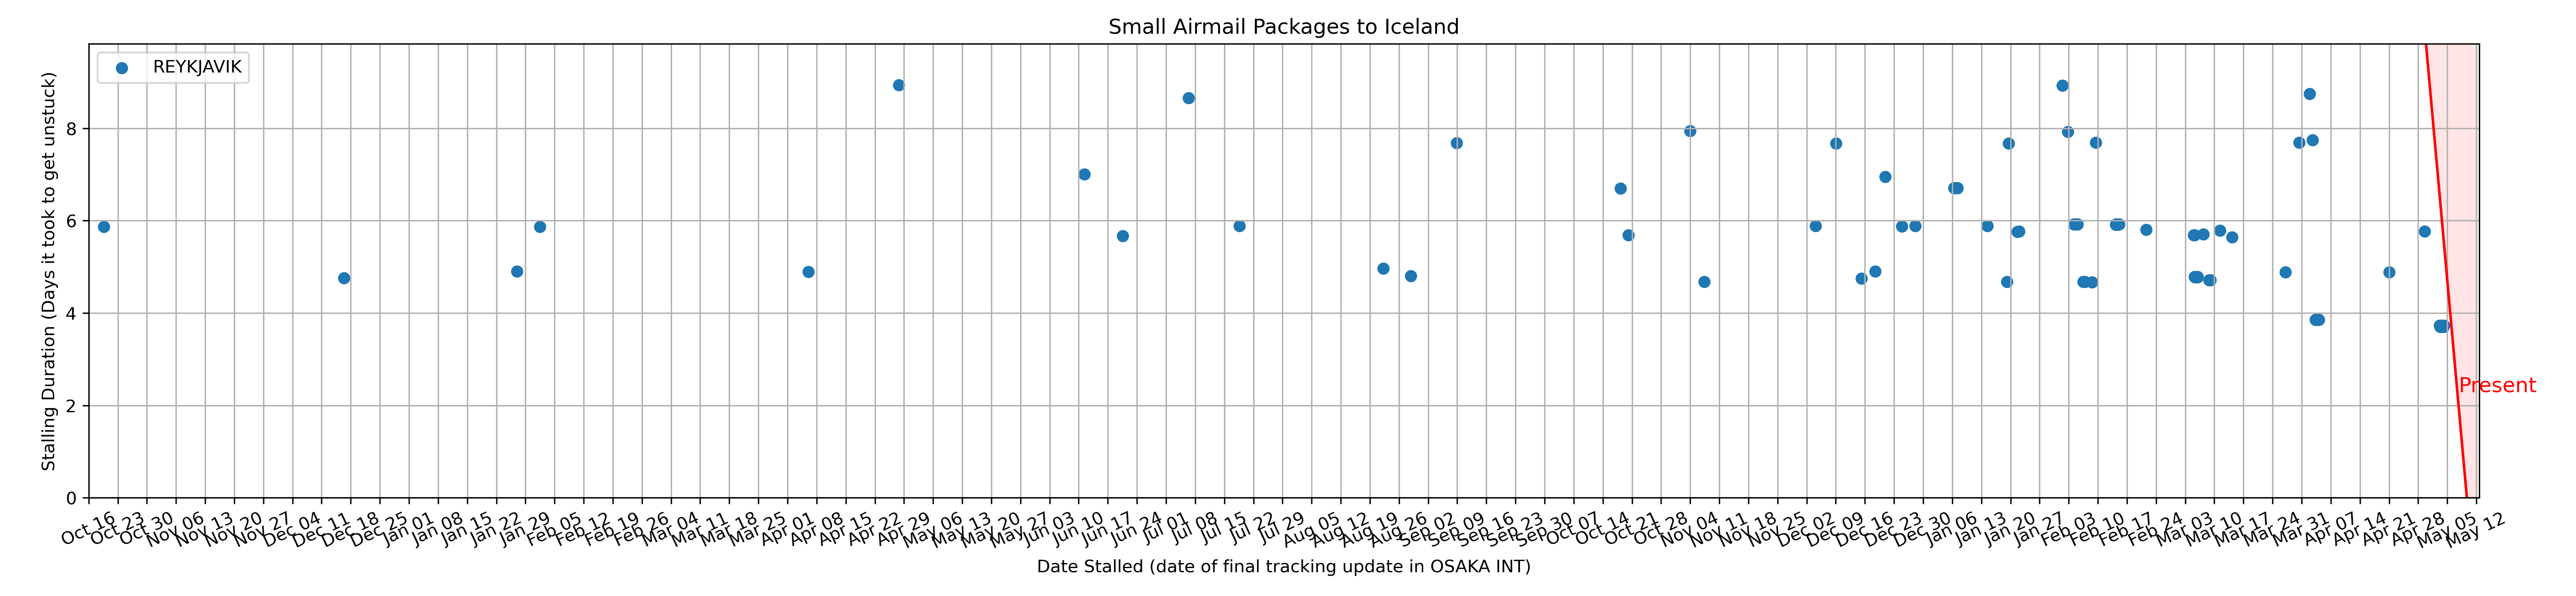 Small Airmail Packages to Iceland
REYKJAVIK
Stalling Duration (Days it took to get unstuck)
8
6
4
2
0
Present
Oct 16
Oct 23
Oct 30
Nov 06
Nov 13
Nov 20
Nov 27
Dec 04
Dec 11
Dec 18
Dec 25
Jan 01
Jan 08
Jan 15
Jan 22
Jan 29
Feb 05
Feb 12
Feb 19
Feb 26
Mar 04
Mar 11
Mar 18
Mar 25
Apr 01
Apr 08
Apr 15
Apr 22
Apr 29
May 06
May 13
May 20
May 27
Jun 03
Jun 10
Jun 17
Jun 24
Jul 01
Jul 08
Jul 15
Jul 22
Jul 29
Aug 05
Aug 12
Aug 19
Aug 26
Sep 02
Sep 09
Sep 16
Sep 23
Sep 30
Oct 07
Oct 14
Oct 21
Oct 28
Nov 04
Nov 11
Nov 18
Nov 25
Dec 02
Dec 09
Dec 16
Dec 23
Dec 30
Jan 06
Jan 13
Jan 20
Jan 27
Feb 03
Feb 10
Feb 17
Feb 24
Mar 03
Mar 10
Mar 17
Mar 24
Mar 31
Apr 07
Apr 14
Apr 21
Apr 28
May 05
May 12
Date Stalled (date of final tracking update in OSAKA INT)